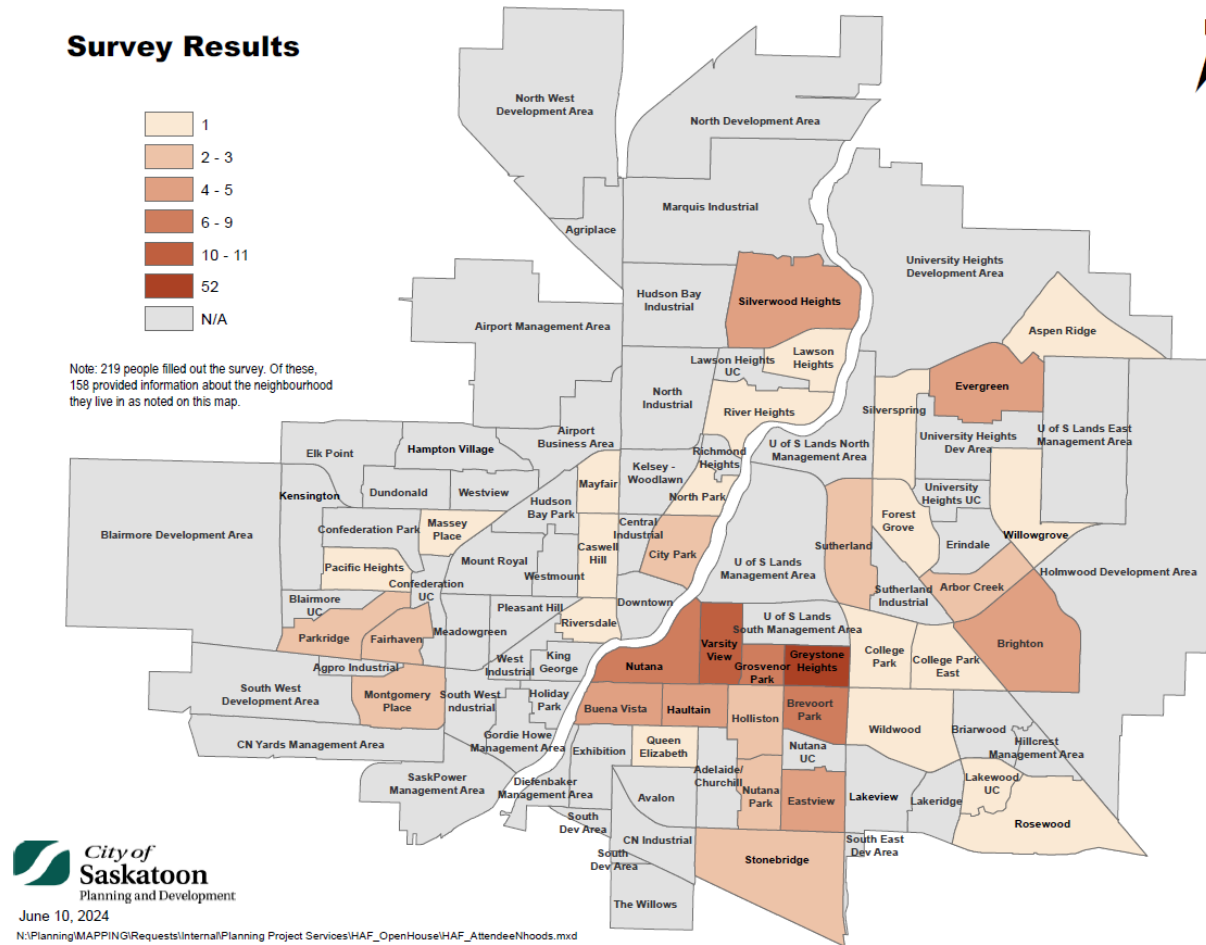 Survey Results
1
2 - 3
4 - 5
6 - 9
10 - 11
52
N/A
Note: 219 people filled out the survey. Of these,
158 provided information about the neighbourhood
they live in as noted on this map.
North West
Development Area
North Development Area
Marquis Industrial
Agriplace
University Heights
Development Area
Hudson Bay
Industrial
Silverwood Heights
Airport Management Area
Aspen Ridge
Lawson Heights
UC
Lawson
Heights
Evergreen
North
Industrial
River Heights
Silverspring
U of S Lands East
Management Area
Airport
Business Area
U of S Lands North
Management Area
University Heights
Dev Area
Elk Point
Hampton Village
Richmond
Heights
Kelsey -
Woodlawn
Mayfair
North Park
University
Heights UC
Kensington
Dundonald
Westview
Hudson
Bay Park
Forest
Grove
Massey
Place
Confederation Park
Central
Industrial
Blairmore Development Area
Willowgrove
Sutherland
Erindale
Caswell
Hill
City Park
Mount Royal
Westmount
Pacific Heights
U of S Lands
Management Area
Holmwood Development Area
Confederation
UC
Sutherland
Industrial
Arbor Creek
Blairmore
UC
Pleasant Hill
Downtown
Riversdale
U of S Lands
South Management Area
Parkridge
Fairhaven
Meadowgreen
Varsity
View
Brighton
College
Park
College Park
East
Agpro Industrial
West
Industrial
King
George
Nutana
Grosvenor
Park
Greystone
Heights
South West
Development Area
Montgomery
Place
South West
Industrial
Holiday
Park
Buena Vista
Haultain
Holliston
Brevoort
Park
CN Yards Management Area
Gordie Howe
Management Area
Exhibition
Queen
Elizabeth
Nutana
UC
Wildwood
Briarwood
Hillcrest
Management Area
SaskPower
Management Area
Diefenbaker
Management Area
Adelaide/
Churchill
Nutana
Park
Eastview
Lakeview
Lakeridge
Lakewood
UC
Avalon
Rosewood
South
Dev Area
CN Industrial
South East
Dev Area
South
Dev Area
Stonebridge
The Willows
City of
Saskatoon
Planning and Development
June 10, 2024
N:\Planning\MAPPING\Requests\Internal\Planning Project Services\HAF_OpenHouse\HAF_AttendeeNhoods.mxd